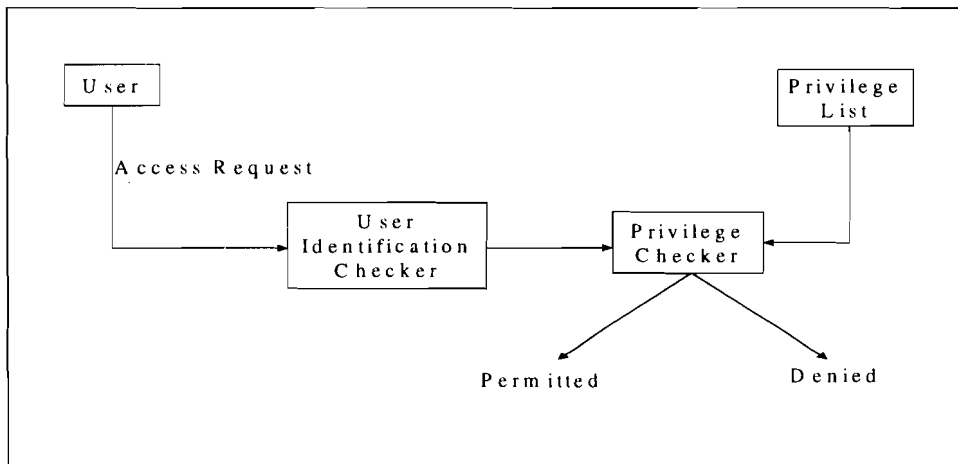 User
Privilege
List
Access Request
User
Identification
Checker
Privilege
Checker
Permitted
Denied